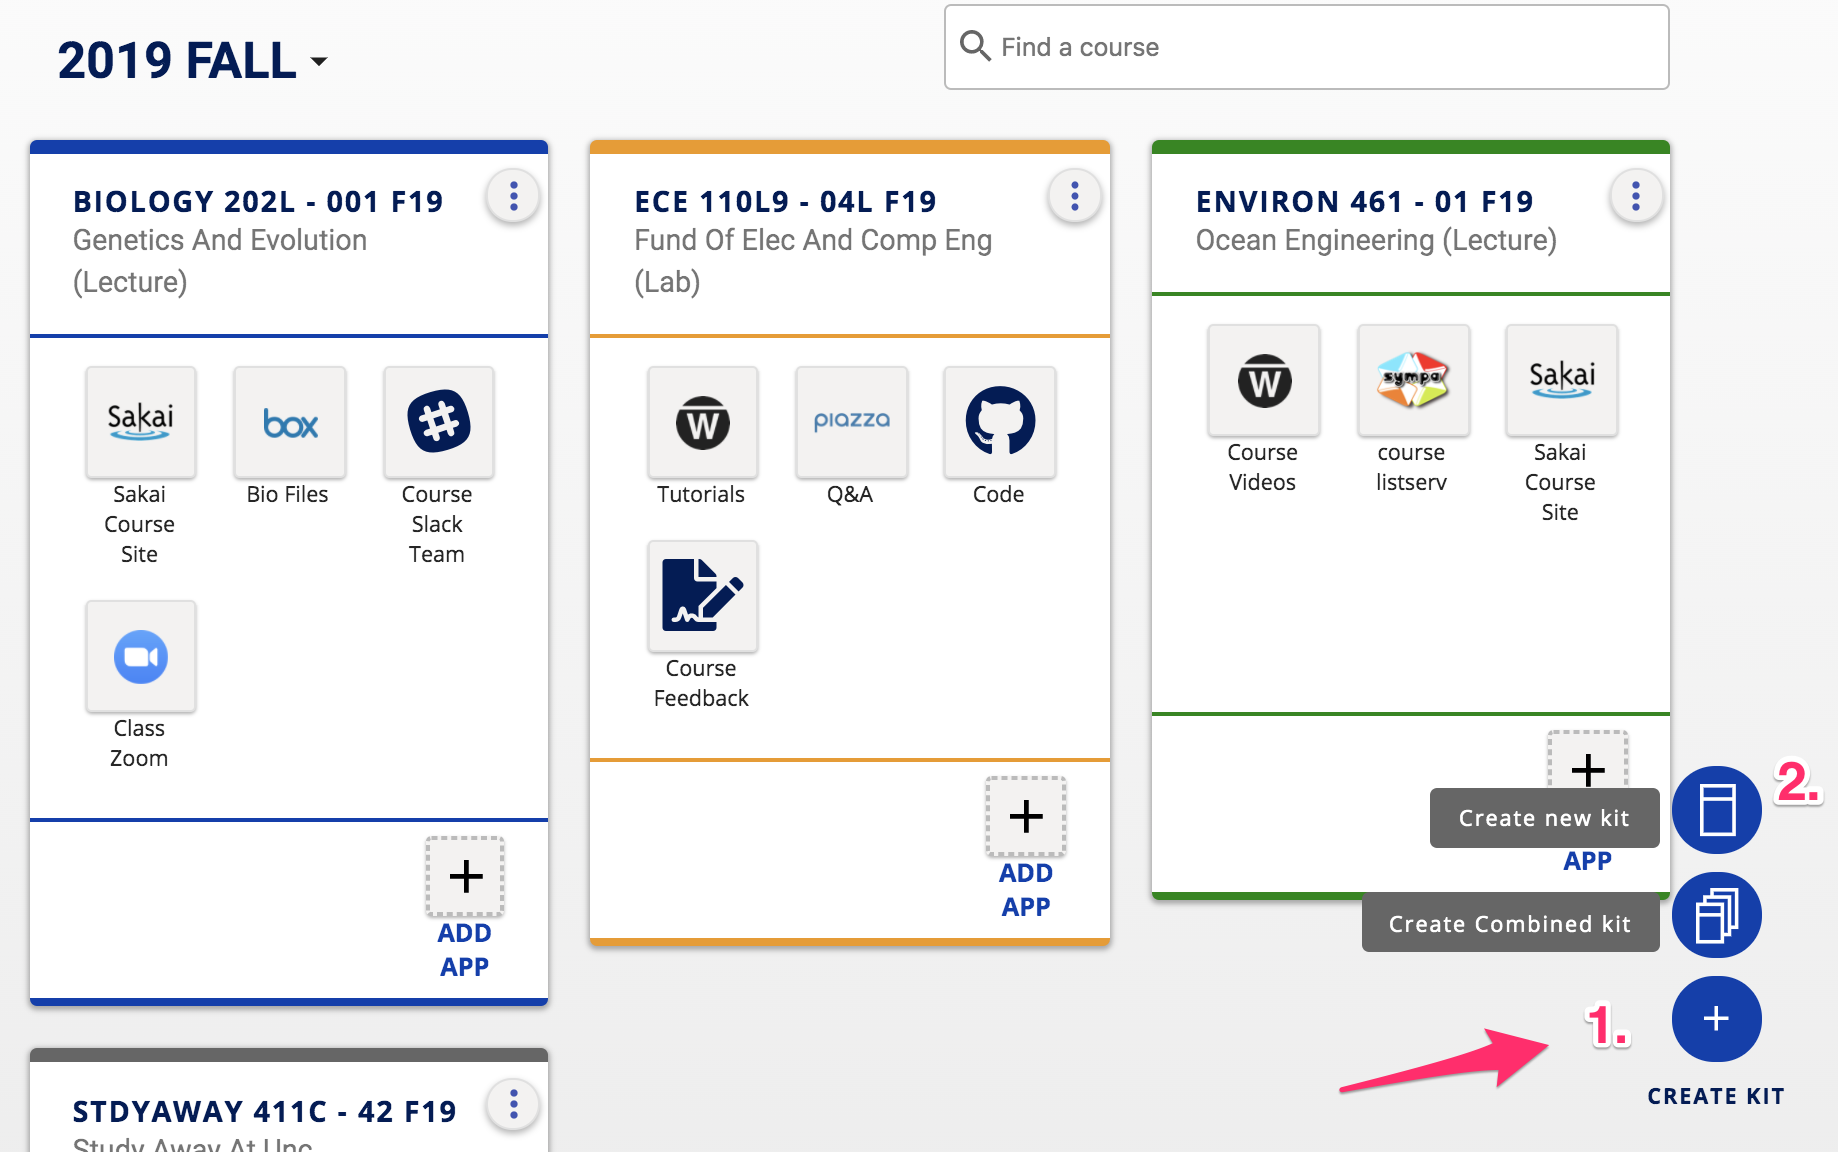 2019 FALL
Find a course
BIOLOGY 202L - 001 F19
Genetics And Evolution
(Lecture)
Sakai
box
Sakai
Course
Site
Bio Files
Course
Slack
Team
Class
Zoom
ADD
APP
ECE 110L9 - 04L F19
Fund Of Elec And Comp Eng
(Lab)
W
piazza
Tutorials
Q&A
Code
Course
Feedback
ADD
APP
ENVIRON 461 - 01 F19
Ocean Engineering (Lecture)
W
sympa
Sakai
Course
Videos
course
listserv
Sakai
Course
Site
Create new kit
2.
APP
Create Combined kit
1.
CREATE KIT
STDYAWAY 411C - 42 F19
Study Away At Unc